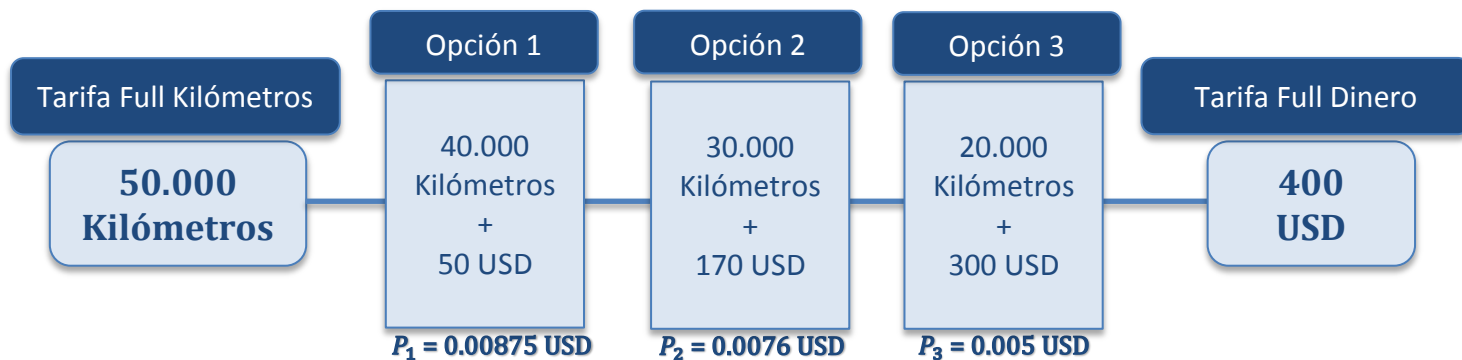 Tarifa Full Kilómetros
50.000
Kilómetros
Opción 1
40.000
Kilómetros
+
50 USD
P₁ = 0.00875 USD
Opción 2
30.000
Kilómetros
+
170 USD
P₂ = 0.0076 USD
Opción 3
20.000
Kilómetros
+
300 USD
P₃ = 0.005 USD
Tarifa Full Dinero
400
USD